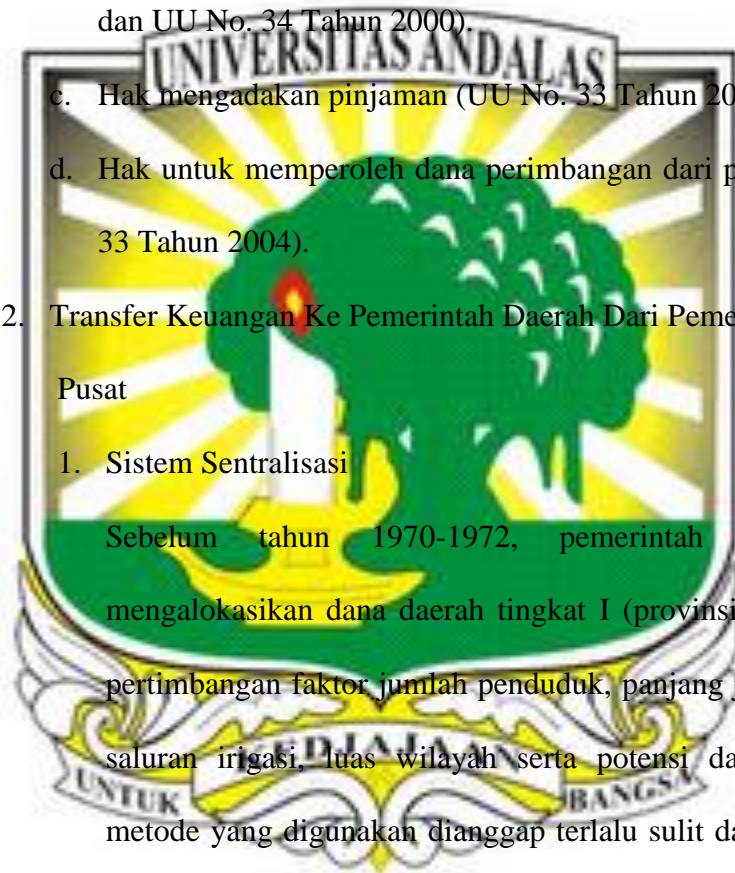 dan UU No. 34 Tahun 2000).
UNIVERSITAS ANDALAS
c. Hak mengadakan pinjaman (UU No. 33 Tahun 20
d. Hak untuk memperoleh dana perimbangan dari p
33 Tahun 2004).
2. Transfer Keuangan Ke Pemerintah Daerah Dari Peme
Pusat
1. Sistem Sentralisasi
Sebelum tahun 1970-1972, pemerintah
mengalokasikan dana daerah tingkat I (provinsi
pertimbangan faktor jumlah penduduk, panjang
saluran irigasi, luas wilayah serta potensi da
KEDJAJAAN
UNTUK BANGSA
metode yang digunakan dianggap terlalu sulit da